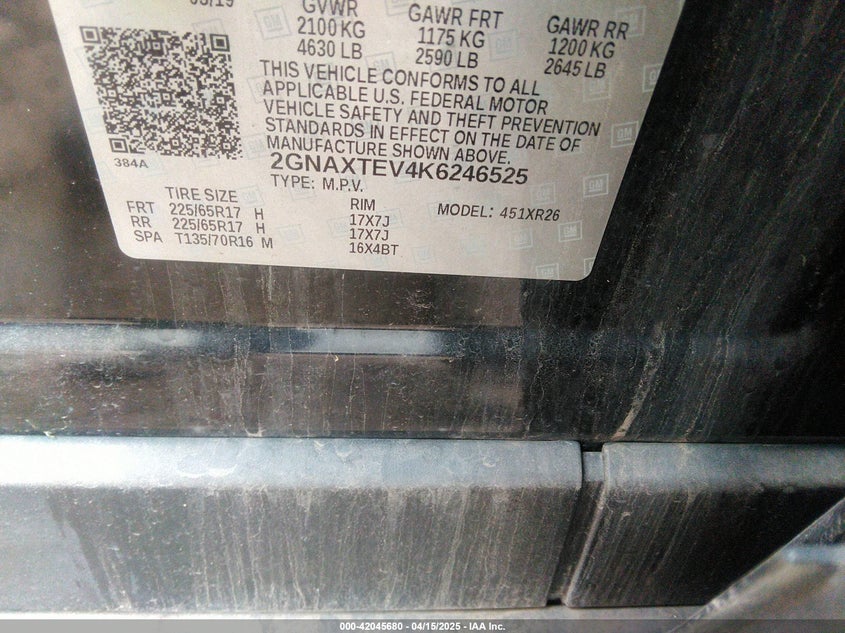 GVWR GAWR FRT GAWR RR
2100 KG 1175 KG 1200 KG
4630 LB 2590 LB 2645 LB
THIS VEHICLE CONFORMS TO ALL
APPLICABLE U.S. FEDERAL MOTOR
VEHICLE SAFETY AND THEFT PREVENTION
STANDARDS IN EFFECT ON THE DATE OF
MANUFACTURE SHOWN ABOVE.
384A
2GNAXTEV4K6246525
TYPE: M.P.V.
TIRE SIZE RIM MODEL: 451XR26
FRT 225/65R17 H 17X7J
RR 225/65R17 H 17X7J
SPA T135/70R16 M 16X4BT
GM
000-42045680 - 04/15/2025 - IAA Inc.